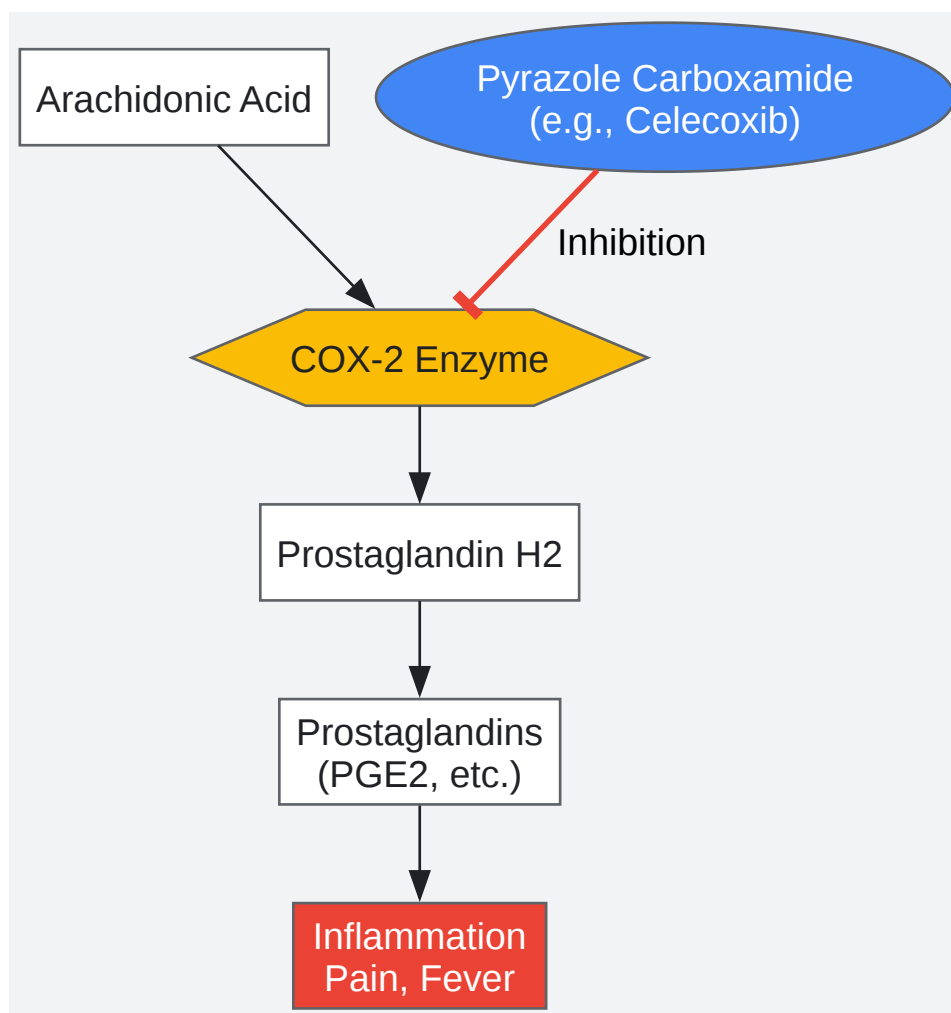 Arachidonic Acid
Pyrazole Carboxamide
(e.g., Celecoxib)
Inhibition
COX-2 Enzyme
Prostaglandin H2
Prostaglandins
(PGE2, etc.)
Inflammation
Pain, Fever